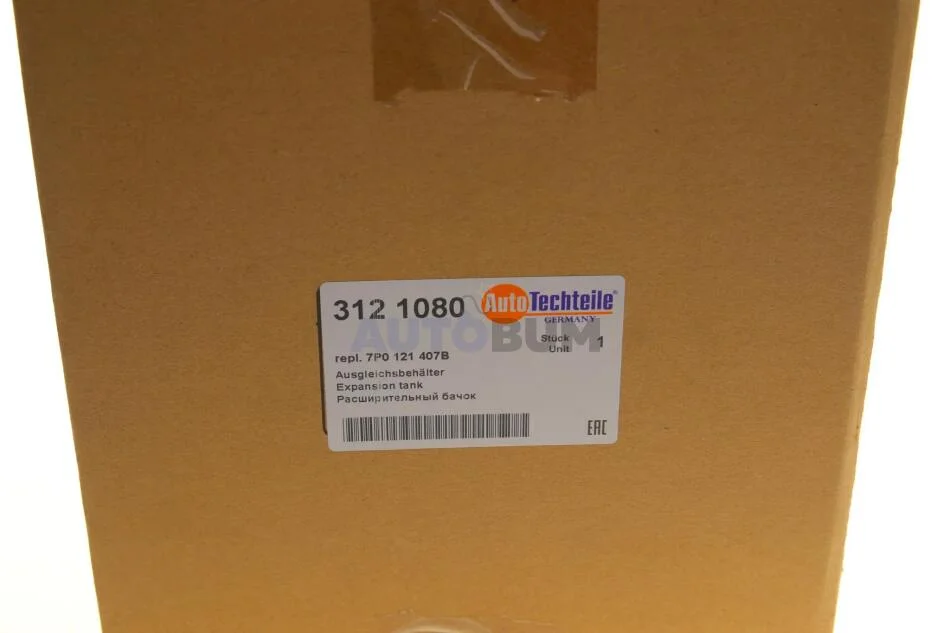 312 1080
AutoTechteile®
GERMANY
AUTOBUM
Stück
Unit
1
repl. 7P0 121 407B
Ausgleichsbehälter
Expansion tank
Расширительный бачок
EAC